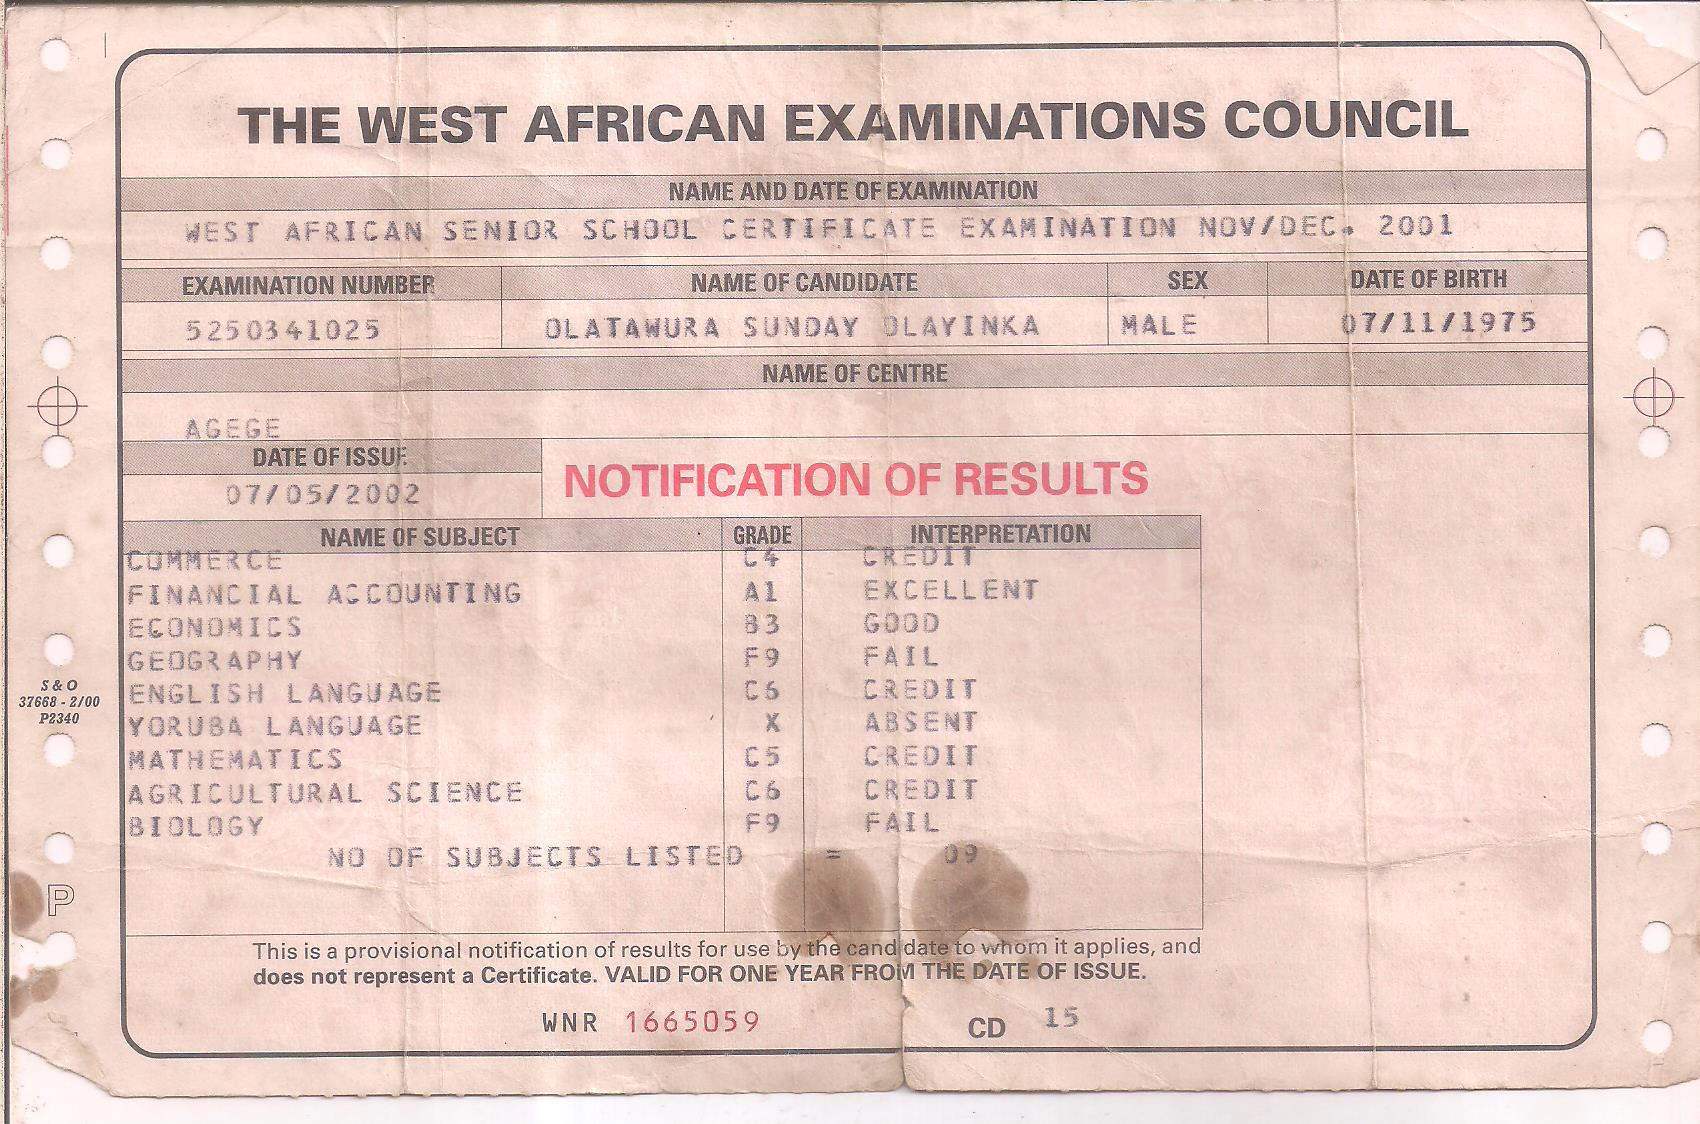 THE WEST AFRICAN EXAMINATIONS COUNCIL
NAME AND DATE OF EXAMINATION
WEST AFRICAN SENIOR SCHOOL CERTIFICATE EXAMINATION NOV/DEC. 2001
EXAMINATION NUMBER NAME OF CANDIDATE SEX DATE OF BIRTH
5250341025 OLATAWURA SUNDAY OLAYINKA MALE 07/11/1975
NAME OF CENTRE
AGEGE
DATE OF ISSUE
07/05/2002
NOTIFICATION OF RESULTS
NAME OF SUBJECT GRADE INTERPRETATION
COMMERCE C4 CREDIT
FINANCIAL ACCOUNTING A1 EXCELLENT
ECONOMICS B3 GOOD
GEOGRAPHY F9 FAIL
ENGLISH LANGUAGE C6 CREDIT
YORUBA LANGUAGE X ABSENT
MATHEMATICS C5 CREDIT
AGRICULTURAL SCIENCE C6 CREDIT
BIOLOGY F9 FAIL
NO OF SUBJECTS LISTED = 09
This is a provisional notification of results for use by the candidate to whom it applies, and
does not represent a Certificate. VALID FOR ONE YEAR FROM THE DATE OF ISSUE.
WNR 1665059 CD 15
S & O
37668 - 2/00
P2340
P